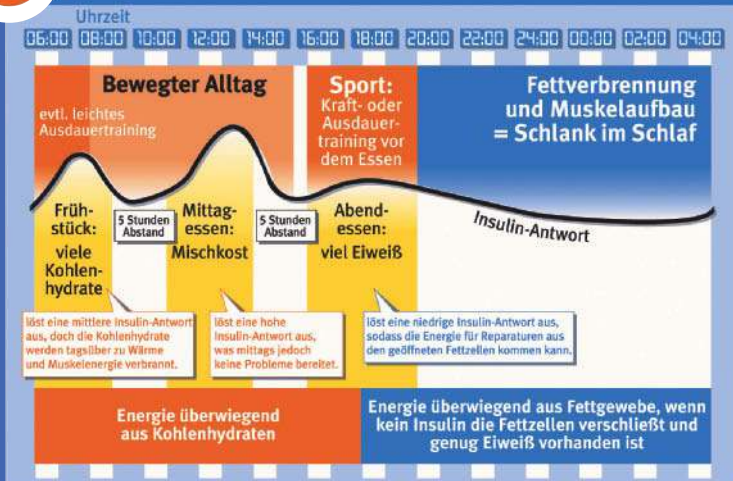 Uhrzeit
06:00 08:00 10:00 12:00 14:00 16:00 18:00 20:00 22:00 24:00 00:00 02:00 04:00
Bewegter Alltag
evtl. leichtes
Ausdauertraining
Sport:
Kraft- oder
Ausdauer-
training vor
dem Essen
Fettverbrennung
und Muskelaufbau
= Schlank im Schlaf
Früh-
stück:
viele
Kohlen-
hydrate
5 Stunden
Abstand
Mittag-
essen:
Mischkost
5 Stunden
Abstand
Abend-
essen:
viel Eiweiß
Insulin-Antwort
löst eine mittlere Insulin-Antwort
aus, doch die Kohlenhydrate
werden tagsüber zu Wärme
und Muskelenergie verbrannt.
löst eine hohe
Insulin-Antwort aus,
was mittags jedoch
keine Probleme bereitet.
löst eine niedrige Insulin-Antwort aus,
sodass die Energie für Reparaturen aus
den geöffneten Fettzellen kommen kann.
Energie überwiegend
aus Kohlenhydraten
Energie überwiegend aus Fettgewebe, wenn
kein Insulin die Fettzellen verschließt und
genug Eiweiß vorhanden ist